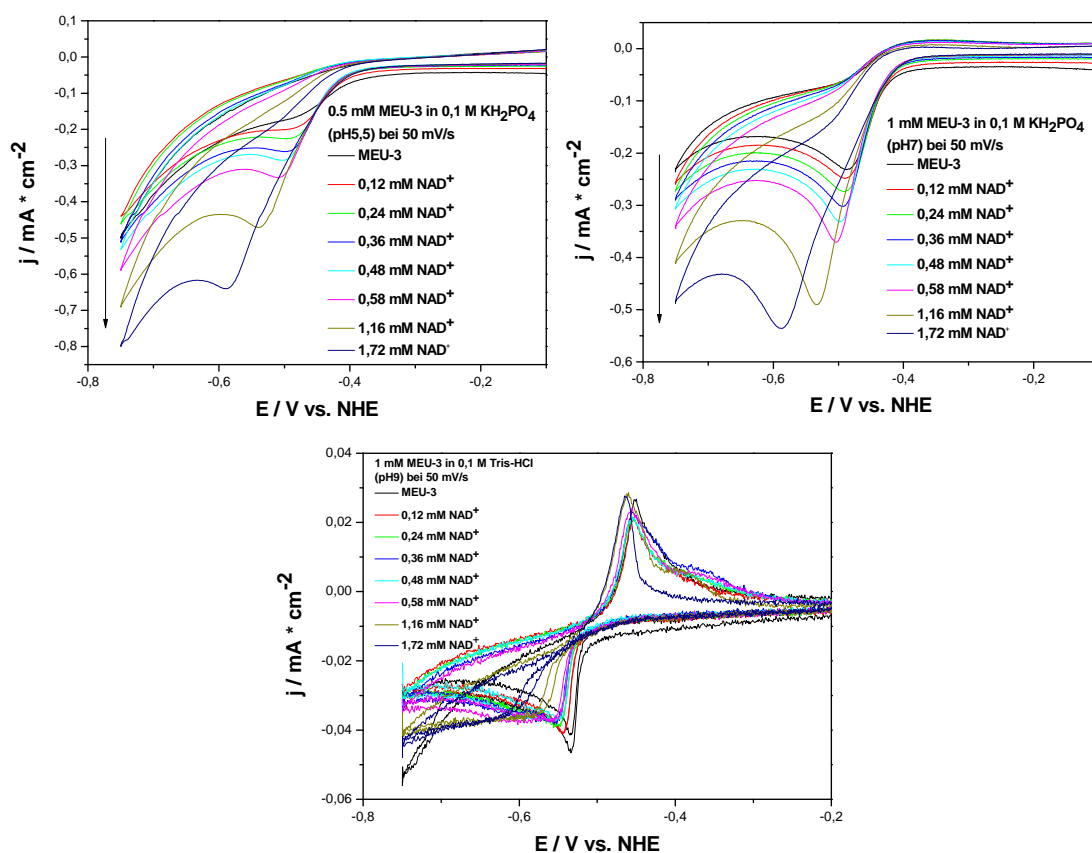 0,1
0,0
-0,1
-0,2
-0,3
-0,4
-0,5
-0,6
-0,7
-0,8
j / mA * cm-2
0.5 mM MEU-3 in 0,1 M KH2PO4
(pH5,5) bei 50 mV/s
MEU-3
0,12 mM NAD+
0,24 mM NAD+
0,36 mM NAD+
0,48 mM NAD+
0,58 mM NAD+
1,16 mM NAD+
1,72 mM NAD+
-0,8 -0,6 -0,4 -0,2
E / V vs. NHE
0,0
-0,1
-0,2
-0,3
-0,4
-0,5
-0,6
j / mA * cm-2
1 mM MEU-3 in 0,1 M KH2PO4
(pH7) bei 50 mV/s
MEU-3
0,12 mM NAD+
0,24 mM NAD+
0,36 mM NAD+
0,48 mM NAD+
0,58 mM NAD+
1,16 mM NAD+
1,72 mM NAD+
-0,8 -0,6 -0,4 -0,2
E / V vs. NHE
0,04
0,02
0,00
-0,02
-0,04
-0,06
j / mA * cm-2
1 mM MEU-3 in 0,1 M Tris-HCl
(pH9) bei 50 mV/s
MEU-3
0,12 mM NAD+
0,24 mM NAD+
0,36 mM NAD+
0,48 mM NAD+
0,58 mM NAD+
1,16 mM NAD+
1,72 mM NAD+
-0,8 -0,6 -0,4 -0,2
E / V vs. NHE